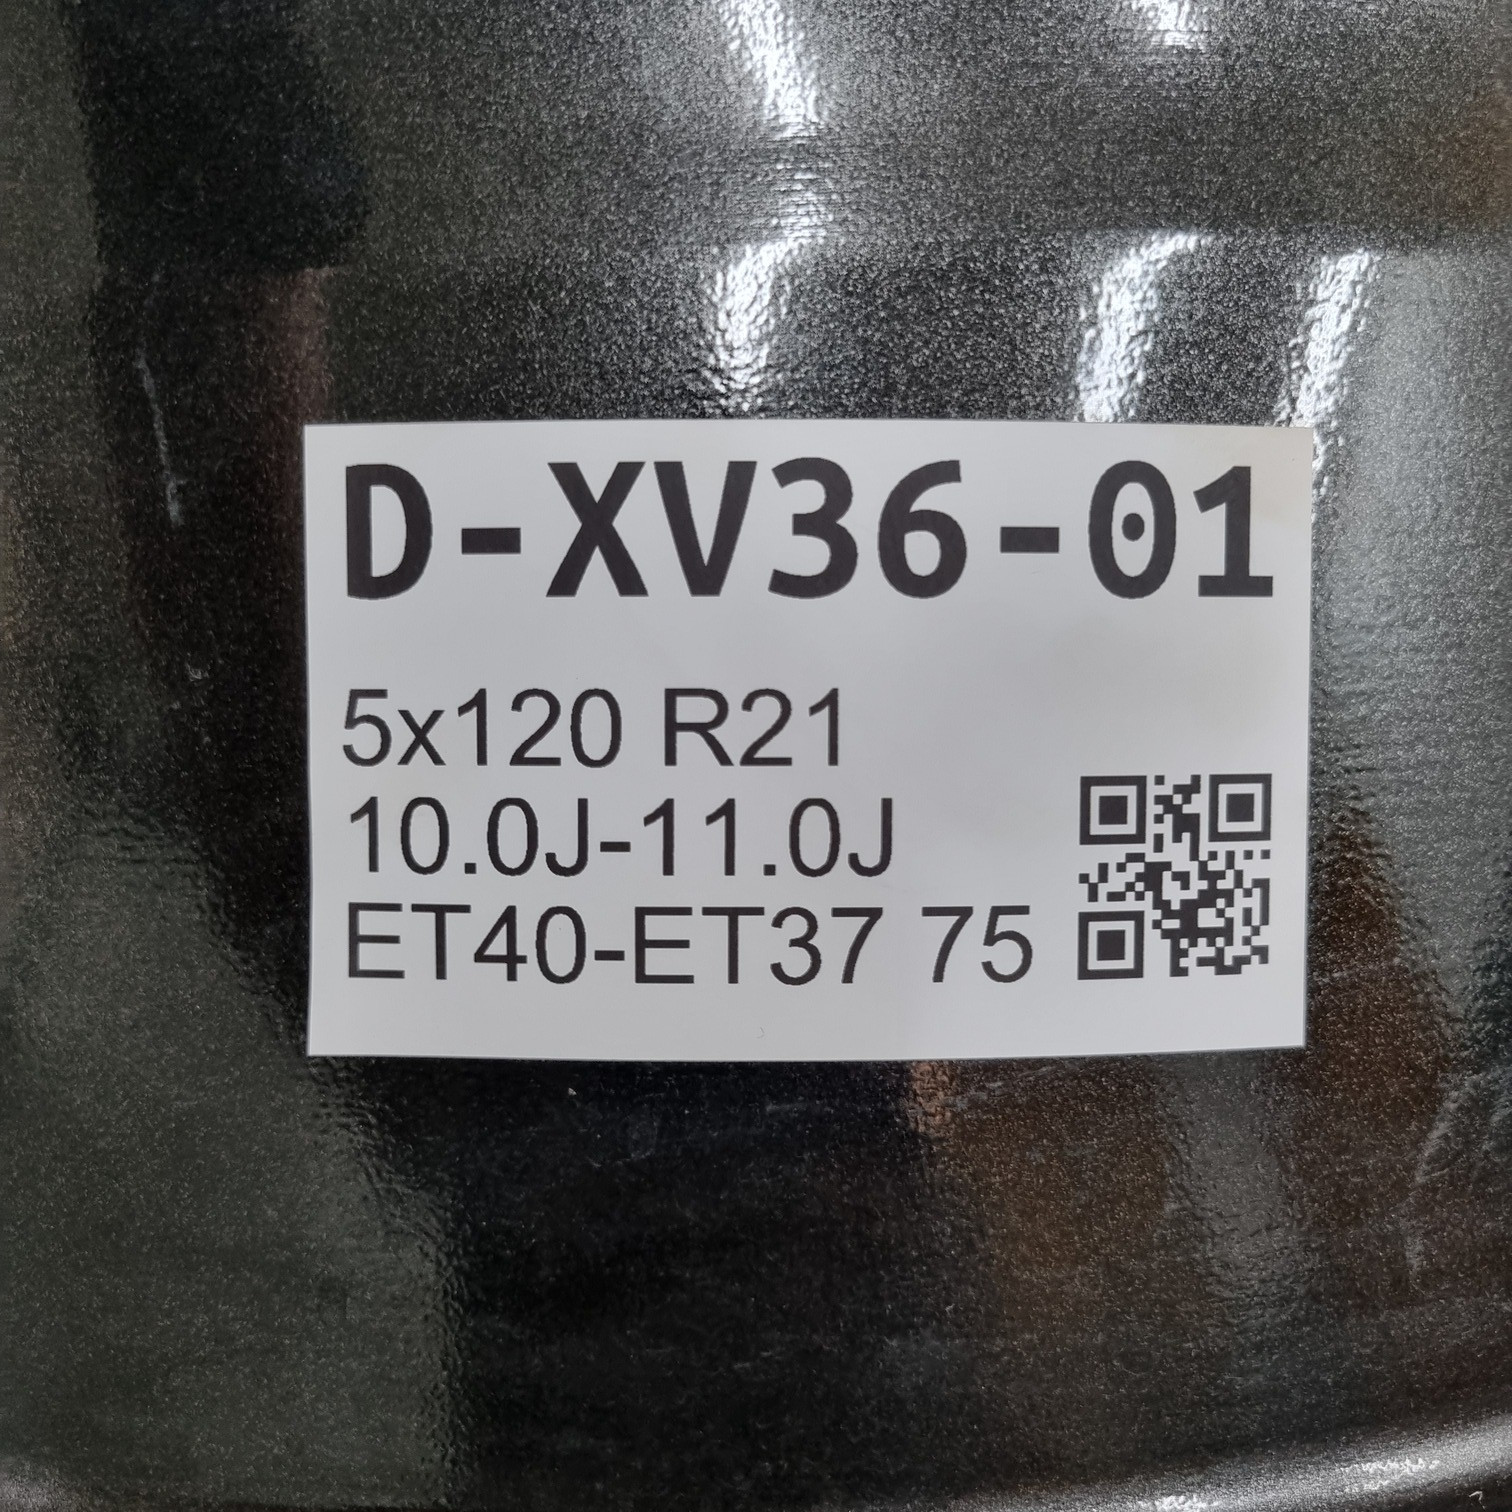 D-XV36-01
5x120 R21
10.0J-11.0J
ET40-ET37 75